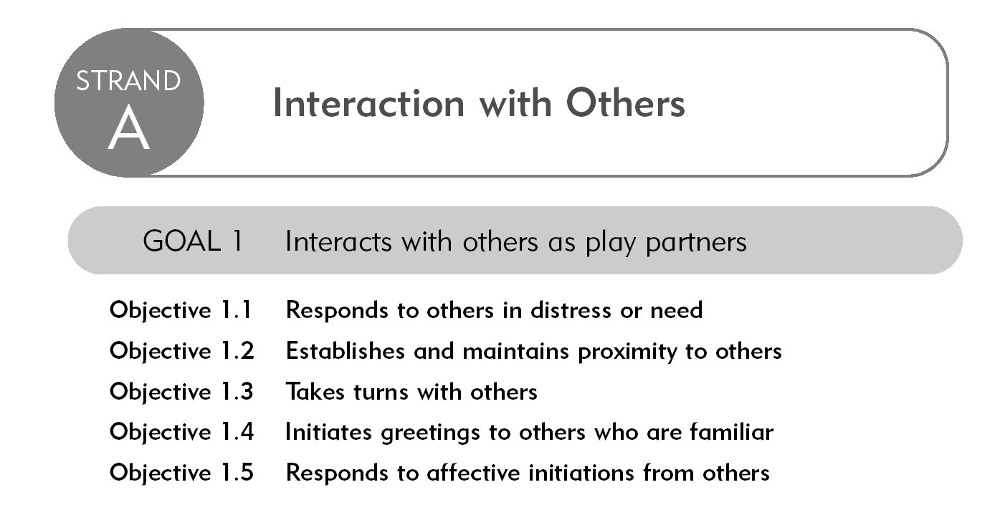 STRAND
A
Interaction with Others
GOAL 1 Interacts with others as play partners
Objective 1.1 Responds to others in distress or need
Objective 1.2 Establishes and maintains proximity to others
Objective 1.3 Takes turns with others
Objective 1.4 Initiates greetings to others who are familiar
Objective 1.5 Responds to affective initiations from others